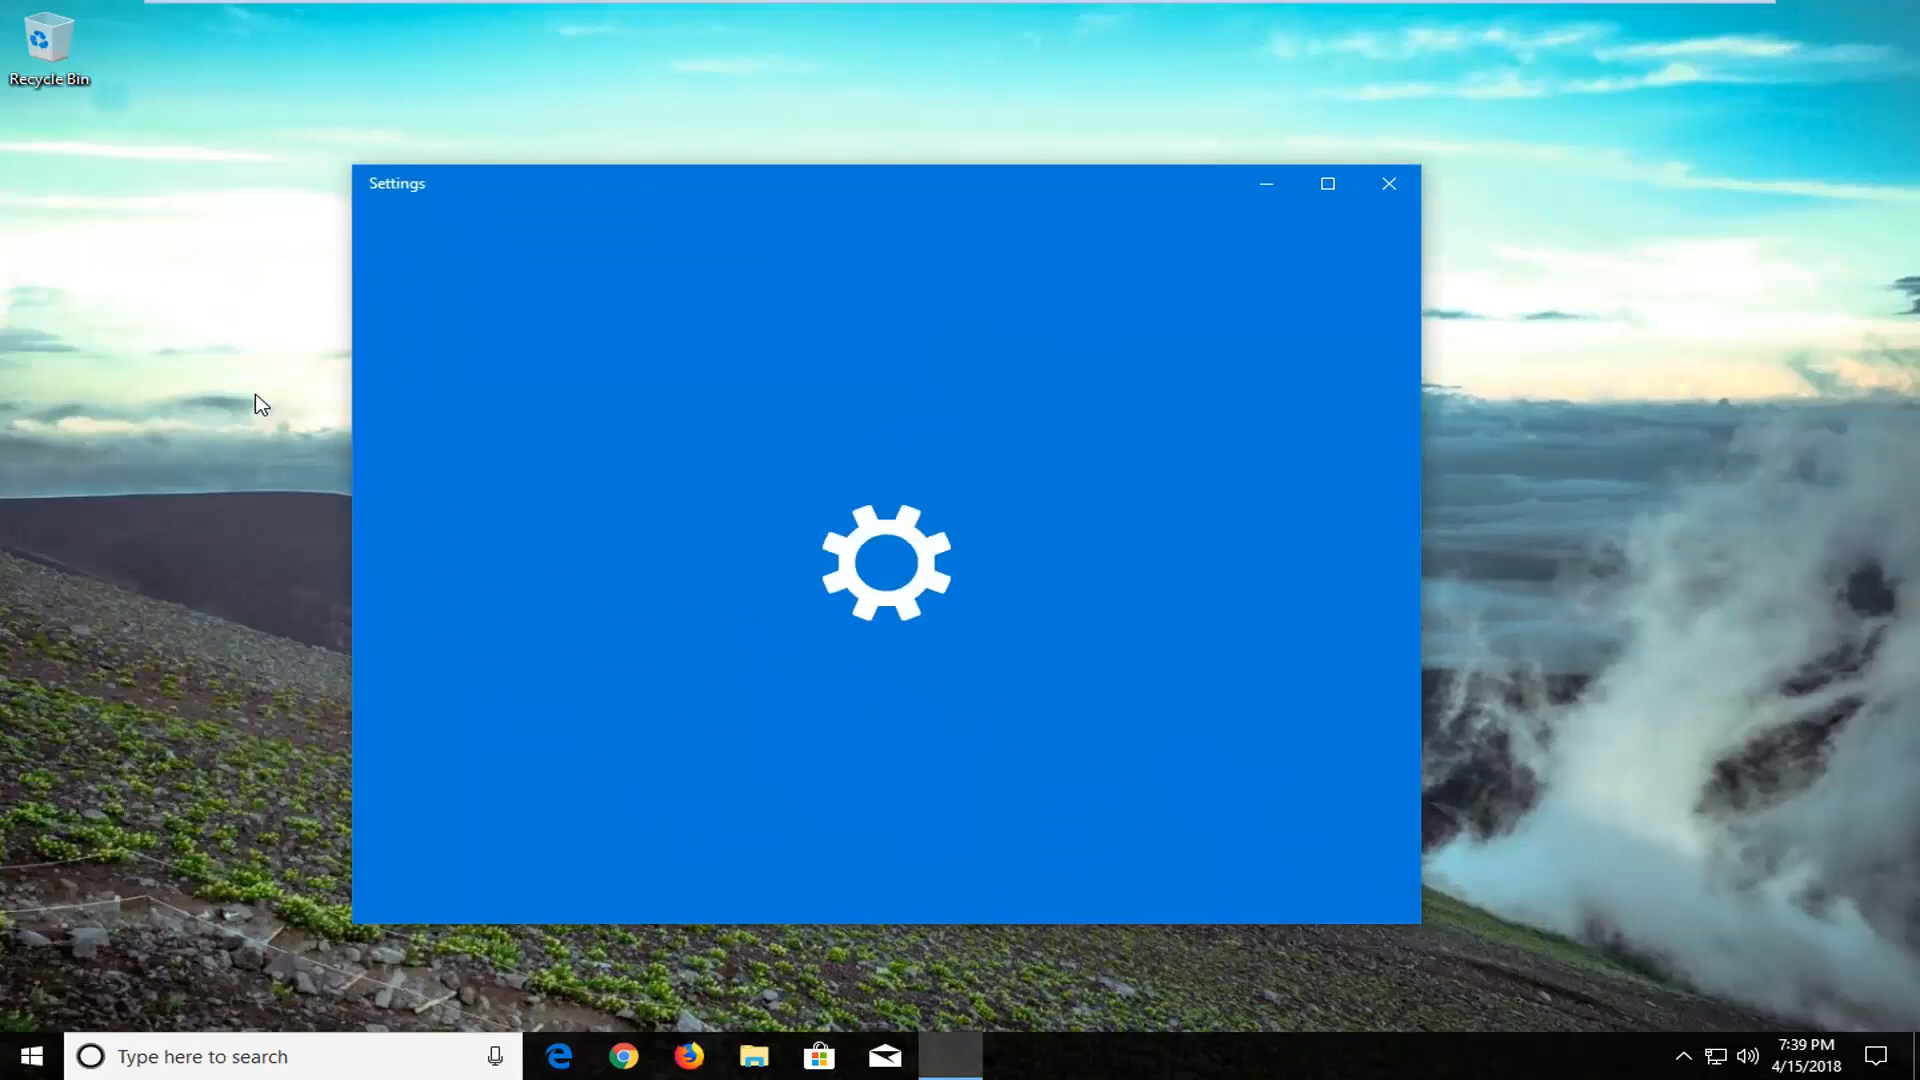 Recycle Bin
Settings
Type here to search
7:39 PM
4/15/2018